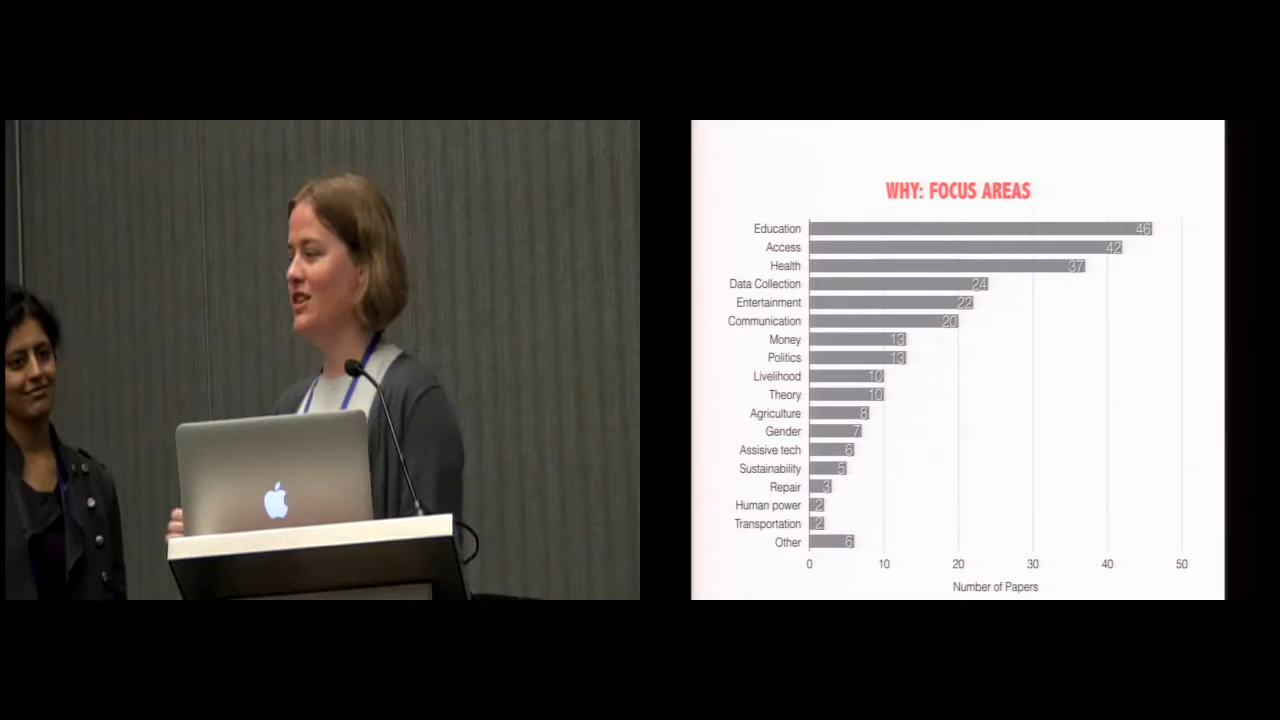 WHY: FOCUS AREAS
Education 46
Access 42
Health 37
Data Collection 24
Entertainment 22
Communication 20
Money 13
Politics 13
Livelihood 10
Theory 10
Agriculture 8
Gender 7
Assisive tech 6
Sustainability 5
Repair 3
Human power 2
Transportation 2
Other 6
0 10 20 30 40 50
Number of Papers